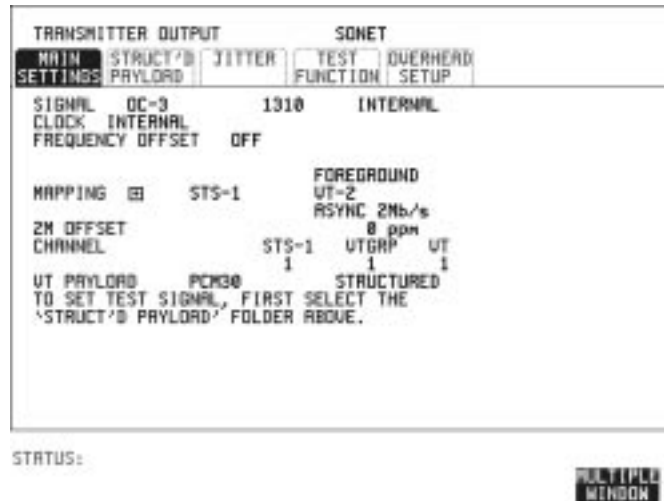 TRANSMITTER OUTPUT SONET
MAIN SETTINGS STRUCT'D PAYLOAD JITTER TEST FUNCTION OVERHEAD SETUP
SIGNAL OC-3 1310 INTERNAL
CLOCK INTERNAL
FREQUENCY OFFSET OFF
FOREGROUND
MAPPING + STS-1 VT-2
ASYNC 2Mb/s
2M OFFSET 0 ppm
CHANNEL STS-1 VTGRP VT
1 1 1
VT PAYLOAD PCM30 STRUCTURED
TO SET TEST SIGNAL, FIRST SELECT THE
'STRUCT'D PAYLOAD' FOLDER ABOVE.
STATUS:
MULTIPLE
WINDOW